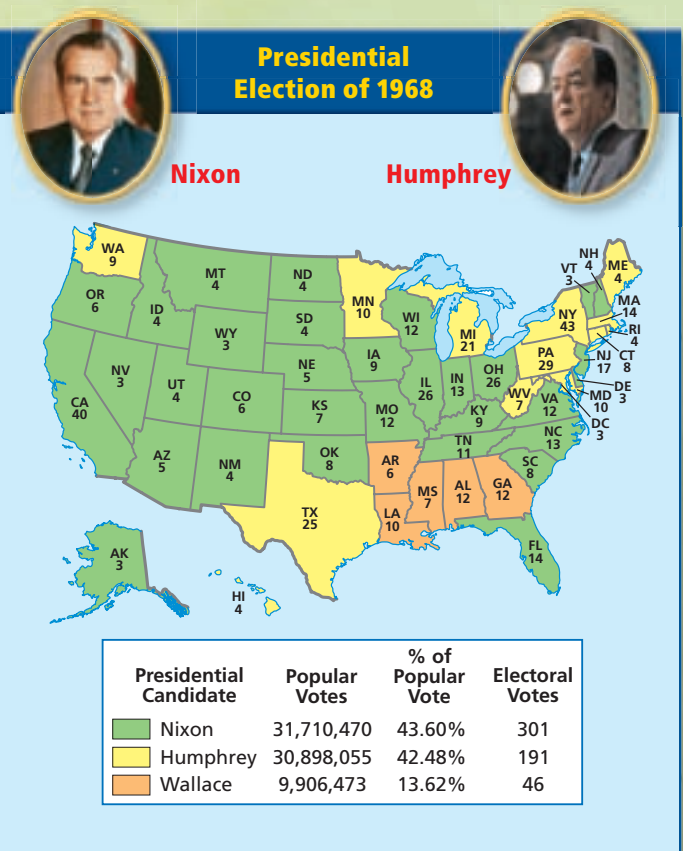 Presidential
Election of 1968
Nixon
Humphrey
WA
9
OR
6
CA
40
NV
3
ID
4
MT
4
WY
3
UT
4
AZ
5
CO
6
NM
4
ND
4
SD
4
NE
5
KS
7
OK
8
TX
25
MN
10
IA
9
MO
12
AR
6
LA
10
WI
12
IL
26
MI
21
IN
13
OH
26
KY
9
TN
11
MS
7
AL
12
GA
12
FL
14
SC
8
NC
13
VA
12
WV
7
PA
29
NY
43
VT
3
NH
4
ME
4
MA
14
RI
4
CT
8
NJ
17
DE
3
MD
10
DC
3
AK
3
HI
4
Presidential Candidate
Popular Votes
% of Popular Vote
Electoral Votes
Nixon 31,710,470 43.60% 301
Humphrey 30,898,055 42.48% 191
Wallace 9,906,473 13.62% 46